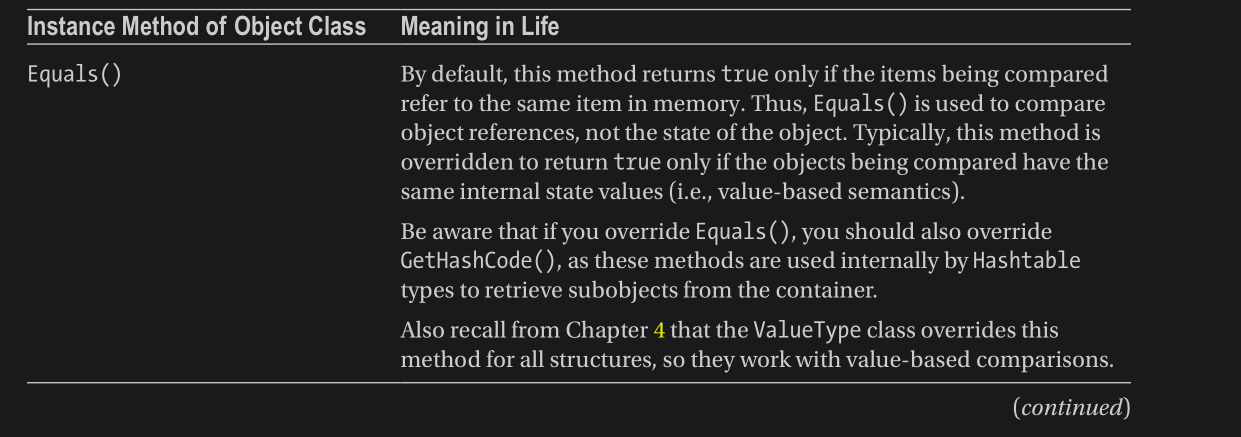 Instance Method of Object Class Meaning in Life
Equals() By default, this method returns true only if the items being compared
refer to the same item in memory. Thus, Equals() is used to compare
object references, not the state of the object. Typically, this method is
overridden to return true only if the objects being compared have the
same internal state values (i.e., value-based semantics).
Be aware that if you override Equals(), you should also override
GetHashCode(), as these methods are used internally by Hashtable
types to retrieve subobjects from the container.
Also recall from Chapter 4 that the ValueType class overrides this
method for all structures, so they work with value-based comparisons.
(continued)